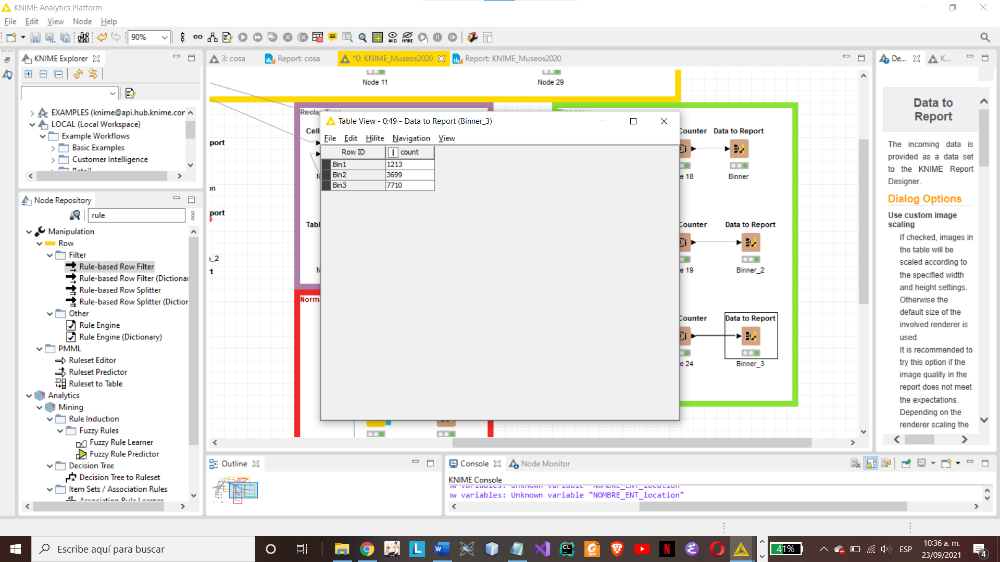 KNIME Analytics Platform
File Edit View Node Help
90%
#ID
NAME
KNIME Explorer
EXAMPLES (knime@api.hub.knime.com
LOCAL (Local Workspace)
Example Workflows
Basic Examples
Customer Intelligence
Retail
Node Repository
rule
Manipulation
Row
Filter
Rule-based Row Filter
Rule-based Row Filter (Dictionar
Rule-based Row Splitter
Rule-based Row Splitter (Diction
Other
Rule Engine
Rule Engine (Dictionary)
PMML
Ruleset Editor
Ruleset Predictor
Ruleset to Table
Analytics
Mining
Rule Induction
Fuzzy Rules
Fuzzy Rule Learner
Fuzzy Rule Predictor
Decision Tree
Decision Tree to Ruleset
Item Sets / Association Rules
Association Rule Learner
3: cosa
Report: cosa
*0: KNIME_Museos2020
Report: KNIME_Museos2020
Node 11
Node 29
port
on
port
_2
Norma
Table View - 0:49 - Data to Report (Binner_3)
File Edit Hilite Navigation View
Row ID | count
Bin1 1213
Bin2 3699
Bin3 7710
Counter Data to Report
e 18 Binner
Counter Data to Report
e 19 Binner_2
Counter Data to Report
e 24 Binner_3
De...
K...
Data to
Report
The incoming data is
provided as a data set
to the KNIME Report
Designer.
Dialog Options
Use custom image
scaling
If checked, images in
the table will be
scaled according to
the specified width
and height settings.
Otherwise the
default size of the
involved renderer is
used.
It is recommended to
try this option if the
image quality in the
report does not meet
the expectations.
Depending on the
renderer scaling the
Outline
Console
Node Monitor
KNIME Console
ow variables: Unknown variable "NOMBRE_ENT_location"
ow variables: Unknown variable "NOMBRE_ENT_location"
Escribe aquí para buscar
41%
ESP
10:36 a. m.
23/09/2021
4